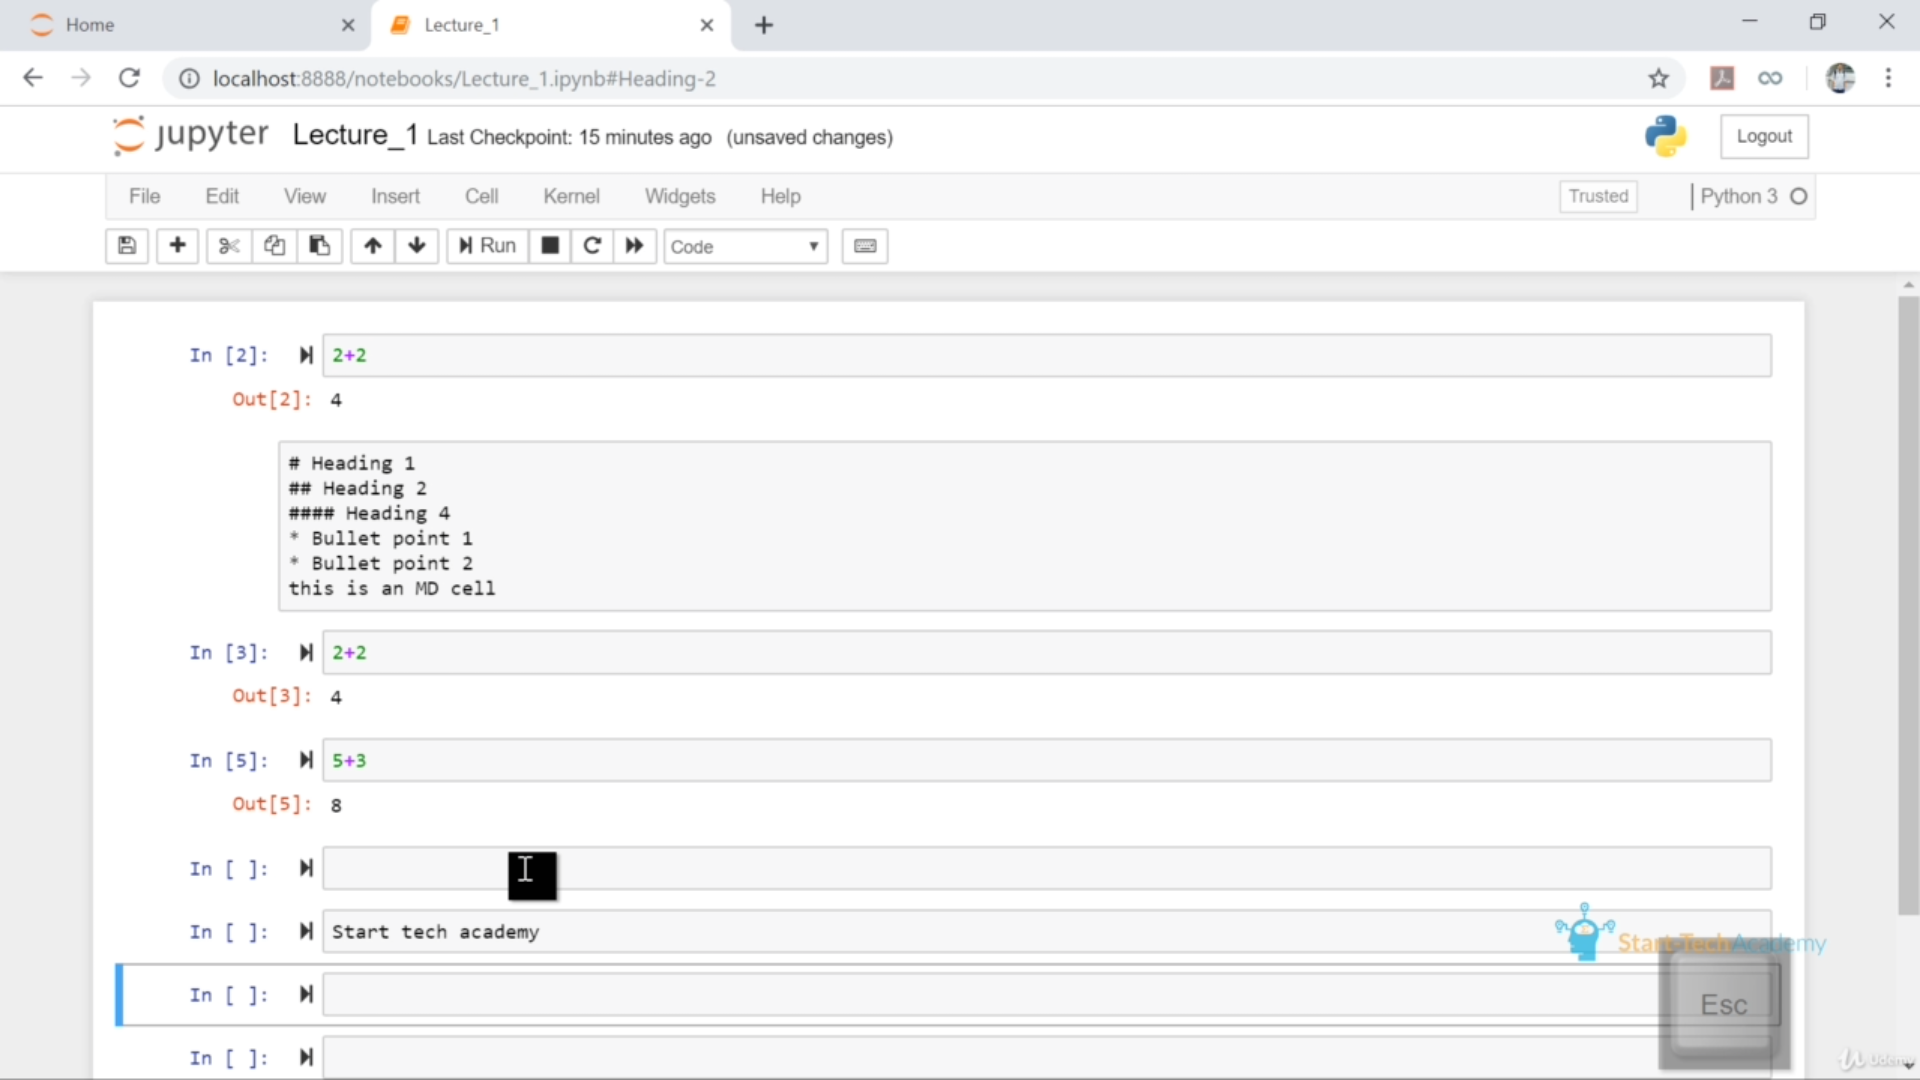 Home
Lecture_1
localhost:8888/notebooks/Lecture_1.ipynb#Heading-2
jupyter Lecture_1 Last Checkpoint: 15 minutes ago (unsaved changes)
Logout
File Edit View Insert Cell Kernel Widgets Help
Trusted
Python 3
Run
Code
In [2]: 2+2
Out[2]: 4
# Heading 1
## Heading 2
#### Heading 4
* Bullet point 1
* Bullet point 2
this is an MD cell
In [3]: 2+2
Out[3]: 4
In [5]: 5+3
Out[5]: 8
In [ ]:
In [ ]: Start tech academy
Start-Tech Academy
In [ ]:
Esc
In [ ]:
Udemy